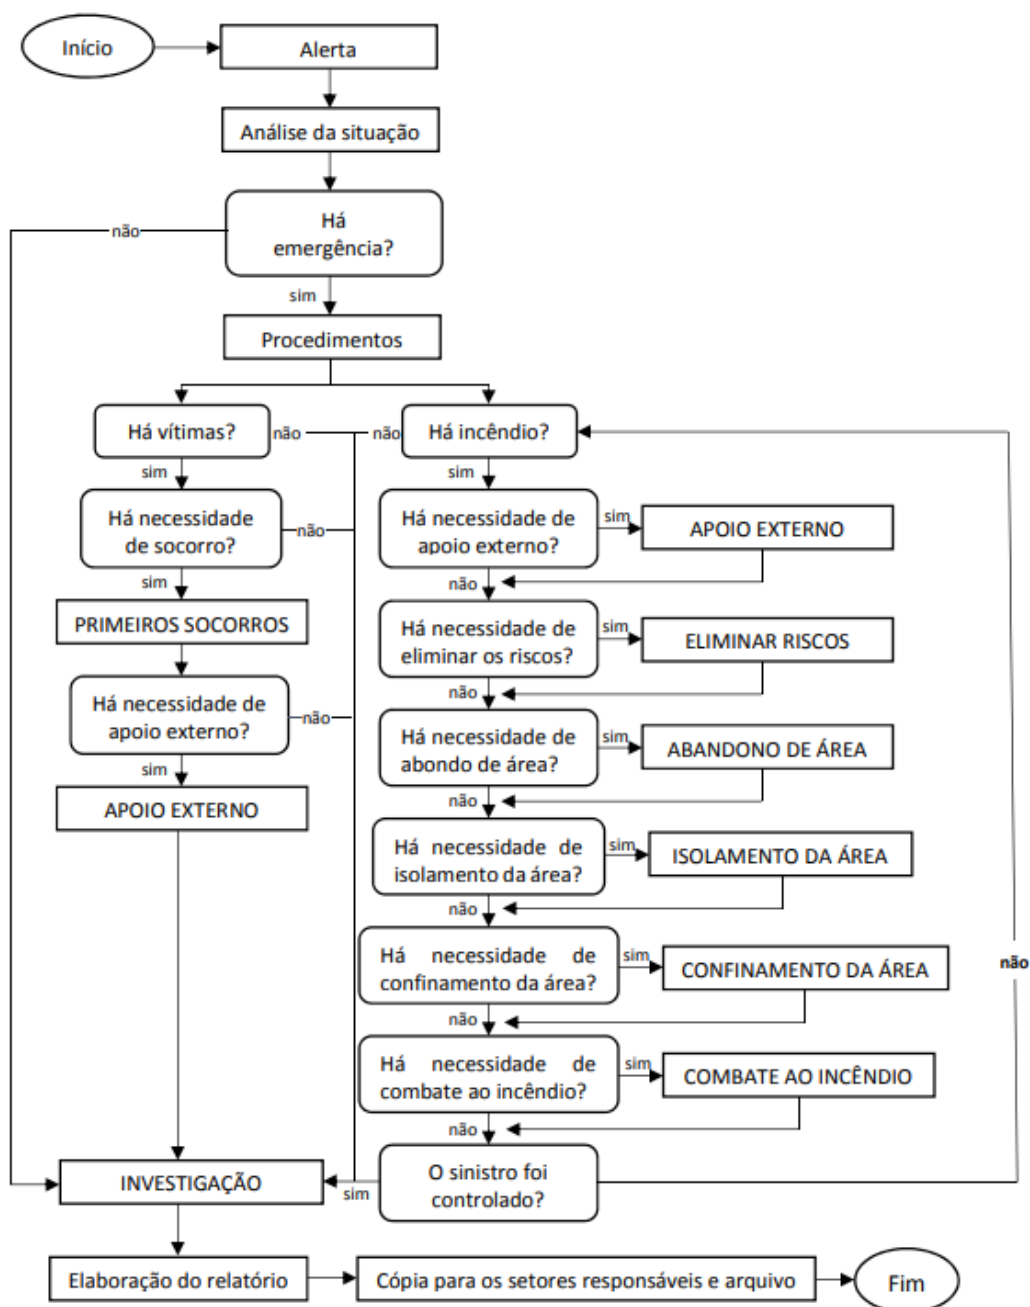 Início
Alerta
Análise da situação
Há
emergência?
não
sim
Procedimentos
Há vítimas?
não
não
Há incêndio?
sim
sim
Há necessidade
de socorro?
não
Há necessidade de
apoio externo?
sim
APOIO EXTERNO
sim
não
PRIMEIROS SOCORROS
Há necessidade de
eliminar os riscos?
sim
ELIMINAR RISCOS
não
Há necessidade de
apoio externo?
não
Há necessidade de
abondo de área?
sim
ABANDONO DE ÁREA
sim
não
APOIO EXTERNO
Há necessidade de
isolamento da área?
sim
ISOLAMENTO DA ÁREA
não
Há necessidade de
confinamento da área?
sim
CONFINAMENTO DA ÁREA
não
não
Há necessidade de
combate ao incêndio?
sim
COMBATE AO INCÊNDIO
não
O sinistro foi
controlado?
sim
INVESTIGAÇÃO
Elaboração do relatório
Cópia para os setores responsáveis e arquivo
Fim